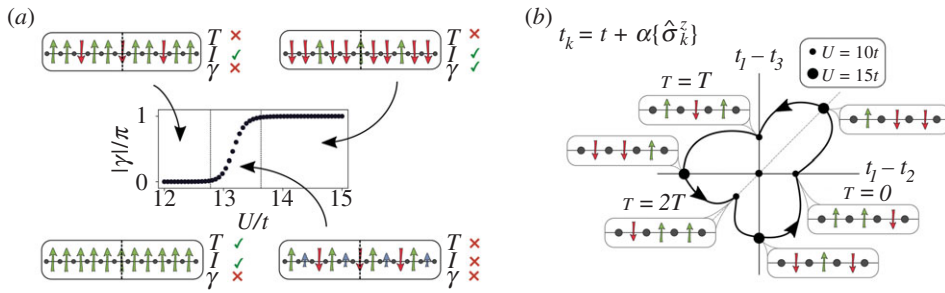 (a)
T ×
I ✓
γ ×
T ×
I ✓
γ ✓
|γ|/π
1
0
12 13 14 15
U/t
T ✓
I ✓
γ ×
T ×
I ×
γ ×
(b)
t_k = t + α{σ̂_k^z}
U = 10t
U = 15t
t_1 − t_3
T = T
t_1 − t_2
T = 0
T = 2T